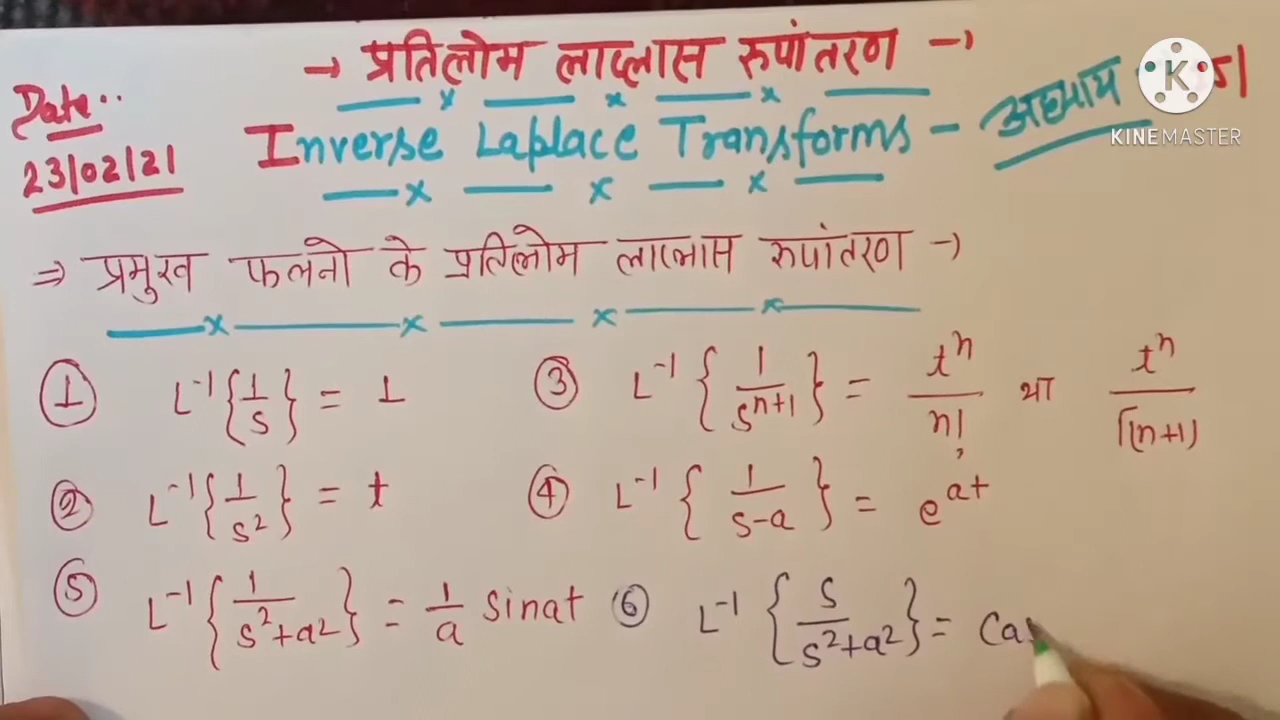 → प्रतिलोम लाप्लास रुपांतरण →
Date..
23/02/21
Inverse Laplace Transforms - अध्याय
KINEMASTER
⇒ प्रमुख फलनो के प्रतिलोम लाप्लास रुपांतरण →
① L⁻¹{1/s} = 1
③ L⁻¹{1/sⁿ⁺¹} = tⁿ/n! या tⁿ/Γ(n+1)
② L⁻¹{1/s²} = t
④ L⁻¹{1/s-a} = e^at
⑤ L⁻¹{1/s²+a²} = 1/a sinat
⑥ L⁻¹{s/s²+a²} =